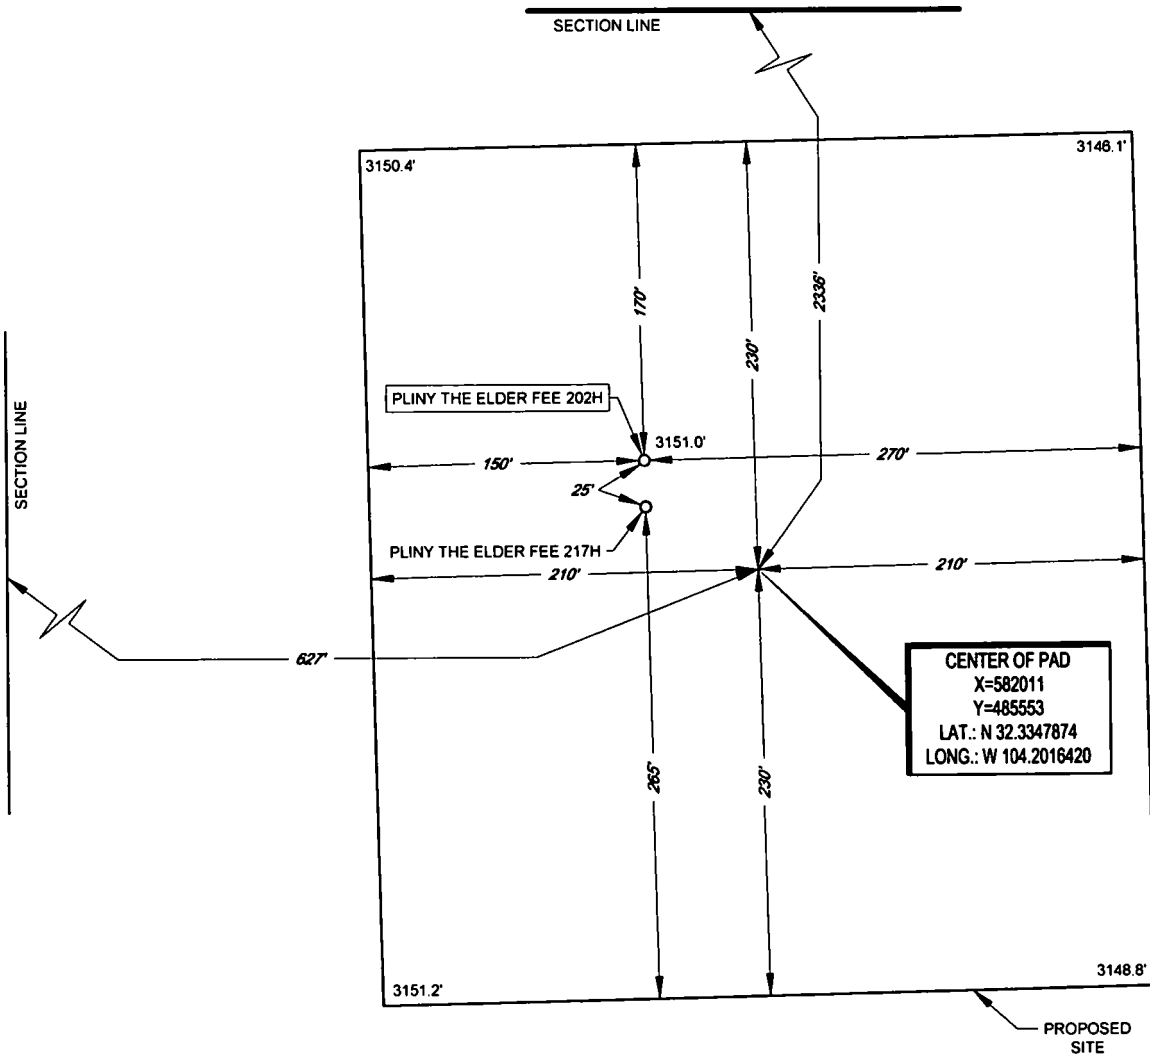 SECTION LINE
3150.4'
3146.1'
170'
230'
2336'
SECTION LINE
PLINY THE ELDER FEE 202H
3151.0'
150'
270'
25'
PLINY THE ELDER FEE 217H
210'
210'
627'
CENTER OF PAD
X=582011
Y=485553
LAT.: N 32.3347874
LONG.: W 104.2016420
265'
230'
3151.2'
3148.8'
PROPOSED
SITE